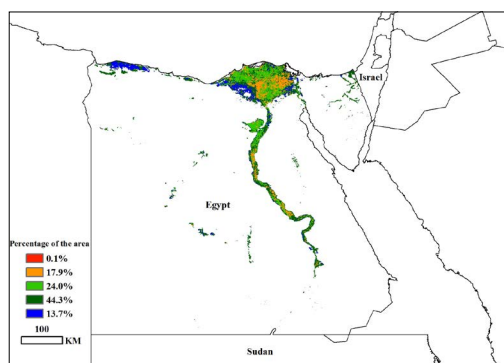 Israel
Egypt
Percentage of the area
0.1%
17.9%
24.0%
44.3%
13.7%
100
KM
Sudan